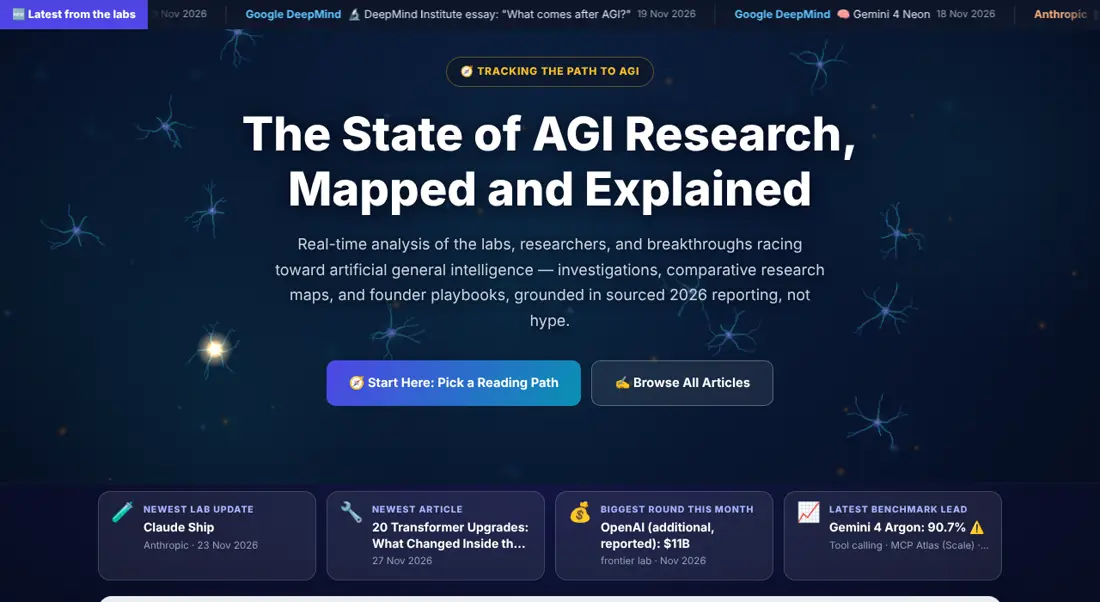 🆕 Latest from the labs
Nov 2026
Google DeepMind 🔬 DeepMind Institute essay: "What comes after AGI?" 19 Nov 2026
Google DeepMind 🧠 Gemini 4 Neon 18 Nov 2026
Anthropic
🧭 TRACKING THE PATH TO AGI
The State of AGI Research,
Mapped and Explained
Real-time analysis of the labs, researchers, and breakthroughs racing
toward artificial general intelligence — investigations, comparative research
maps, and founder playbooks, grounded in sourced 2026 reporting, not
hype.
🧭 Start Here: Pick a Reading Path
✍️ Browse All Articles
NEWEST LAB UPDATE
Claude Ship
Anthropic · 23 Nov 2026
NEWEST ARTICLE
20 Transformer Upgrades:
What Changed Inside th...
27 Nov 2026
BIGGEST ROUND THIS MONTH
OpenAI (additional,
reported): $11B
frontier lab · Nov 2026
LATEST BENCHMARK LEAD
Gemini 4 Argon: 90.7% ⚠️
Tool calling · MCP Atlas (Scale) ·...